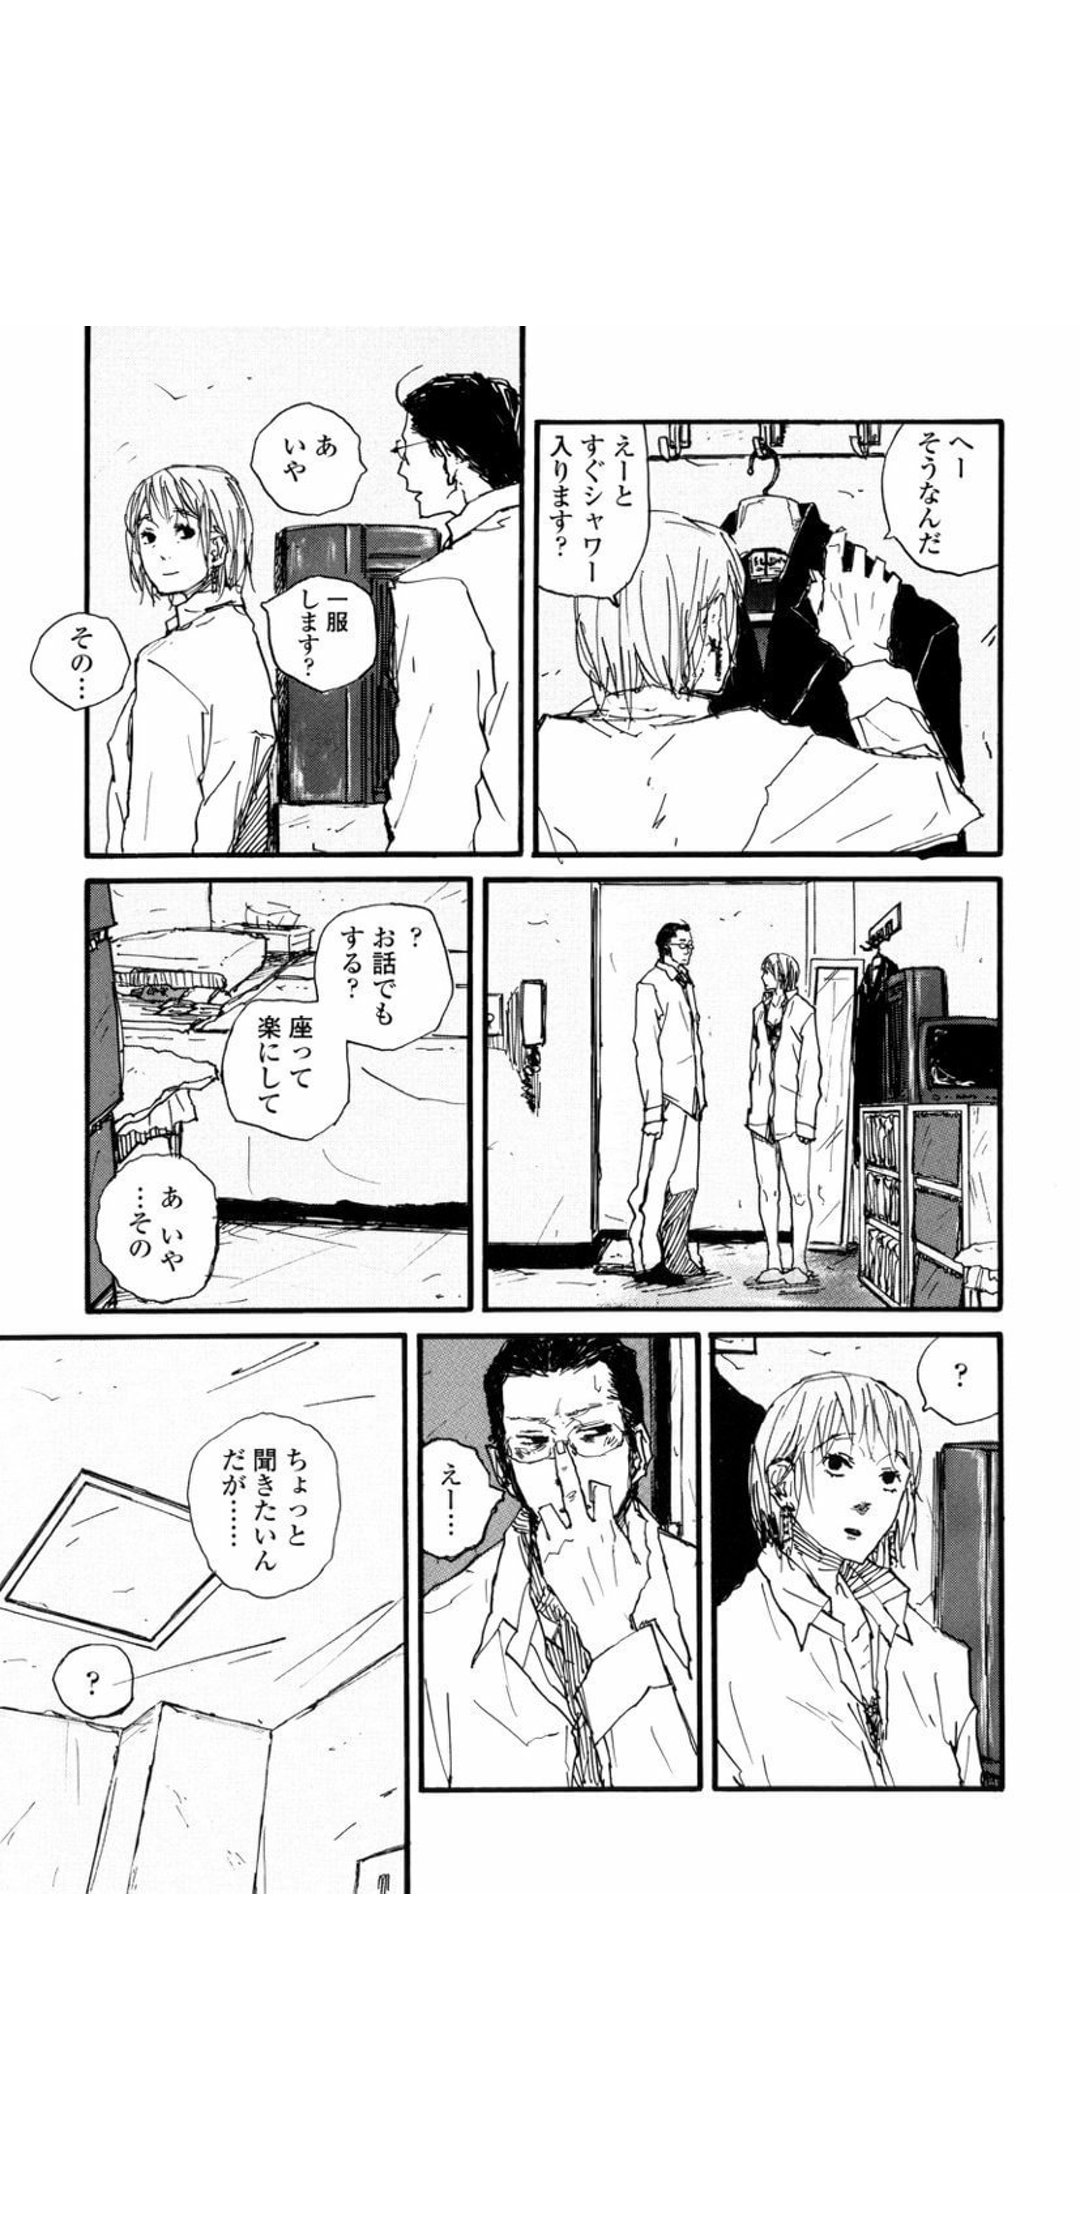 へー
そうなんだ
えーと
すぐシャワー
入ります?
あ
いや
一服
します?
その…
?
お話でも
する?
座って
楽にして
あ いや
…その
?
えー…
ちょっと
聞きたいん
だが……
?